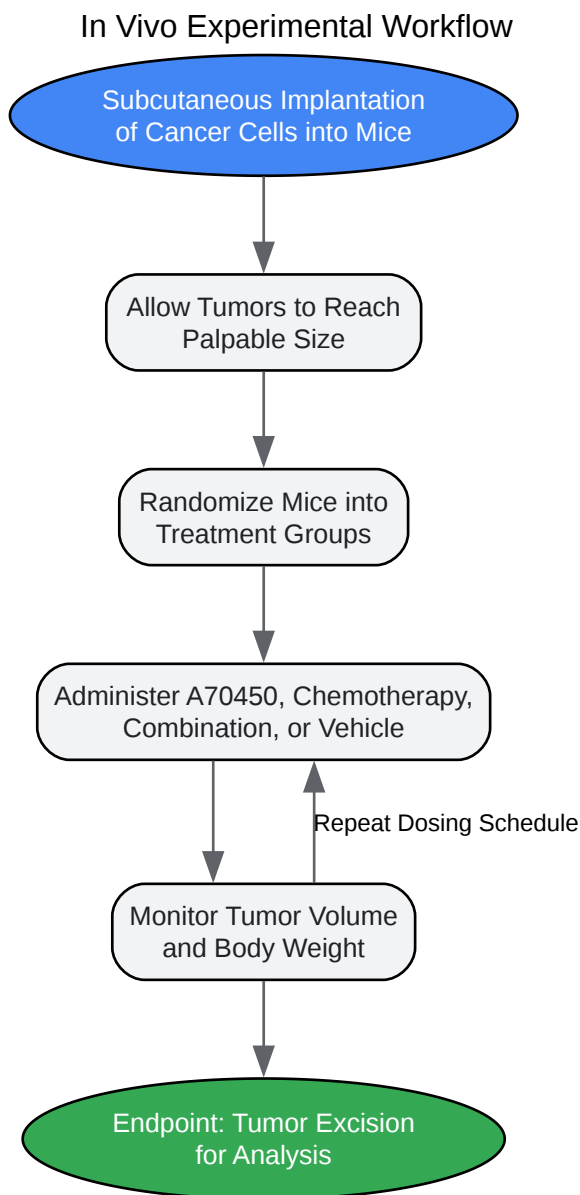 In Vivo Experimental Workflow
Subcutaneous Implantation
of Cancer Cells into Mice
Allow Tumors to Reach
Palpable Size
Randomize Mice into
Treatment Groups
Administer A70450, Chemotherapy,
Combination, or Vehicle
Repeat Dosing Schedule
Monitor Tumor Volume
and Body Weight
Endpoint: Tumor Excision
for Analysis